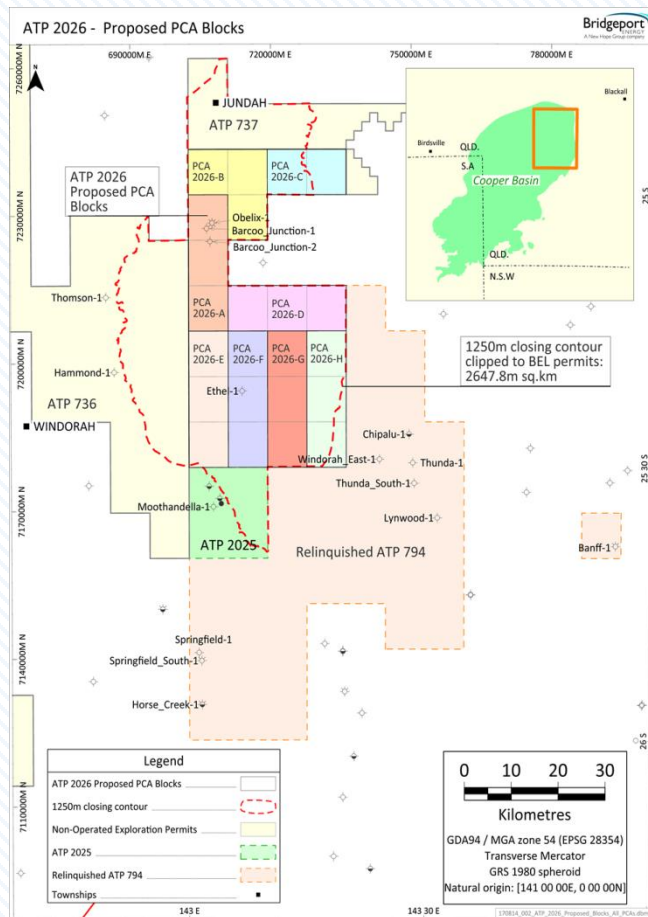 ATP 2026 - Proposed PCA Blocks
Bridgeport
ENERGY
A New Hope Group company
690000M E
720000M E
750000M E
780000M E
7260000M N
N
JUNDAH
ATP 737
Blackall
Birdsville
QLD.
S.A
Cooper Basin
QLD.
N.S.W
25 S
PCA
2026-B
PCA
2026-C
ATP 2026
Proposed PCA
Blocks
7230000M N
Obelix-1
Barcoo_Junction-1
Barcoo_Junction-2
Thomson-1
PCA
2026-A
PCA
2026-D
PCA
2026-E
PCA
2026-F
PCA
2026-G
PCA
2026-H
1250m closing contour
clipped to BEL permits:
2647.8m sq.km
7200000M N
Hammond-1
Ethel-1
ATP 736
WINDORAH
Chipalu-1
Windorah_East-1
Thunda-1
Thunda_South-1
25 30 S
Moothandella-1
7170000M N
Lynwood-1
ATP 2025
Relinquished ATP 794
Banff-1
Springfield-1
7140000M N
Springfield_South-1
Horse_Creek-1
26 S
Legend
ATP 2026 Proposed PCA Blocks
1250m closing contour
Non-Operated Exploration Permits
ATP 2025
Relinquished ATP 794
Townships
7110000M N
0 10 20 30
Kilometres
GDA94 / MGA zone 54 (EPSG 28354)
Transverse Mercator
GRS 1980 spheroid
Natural origin: [141 00 00E, 0 00 00N]
143 E
143 30 E
170814_002_ATP_2026_Proposed_Blocks_All_PCAs.dbm